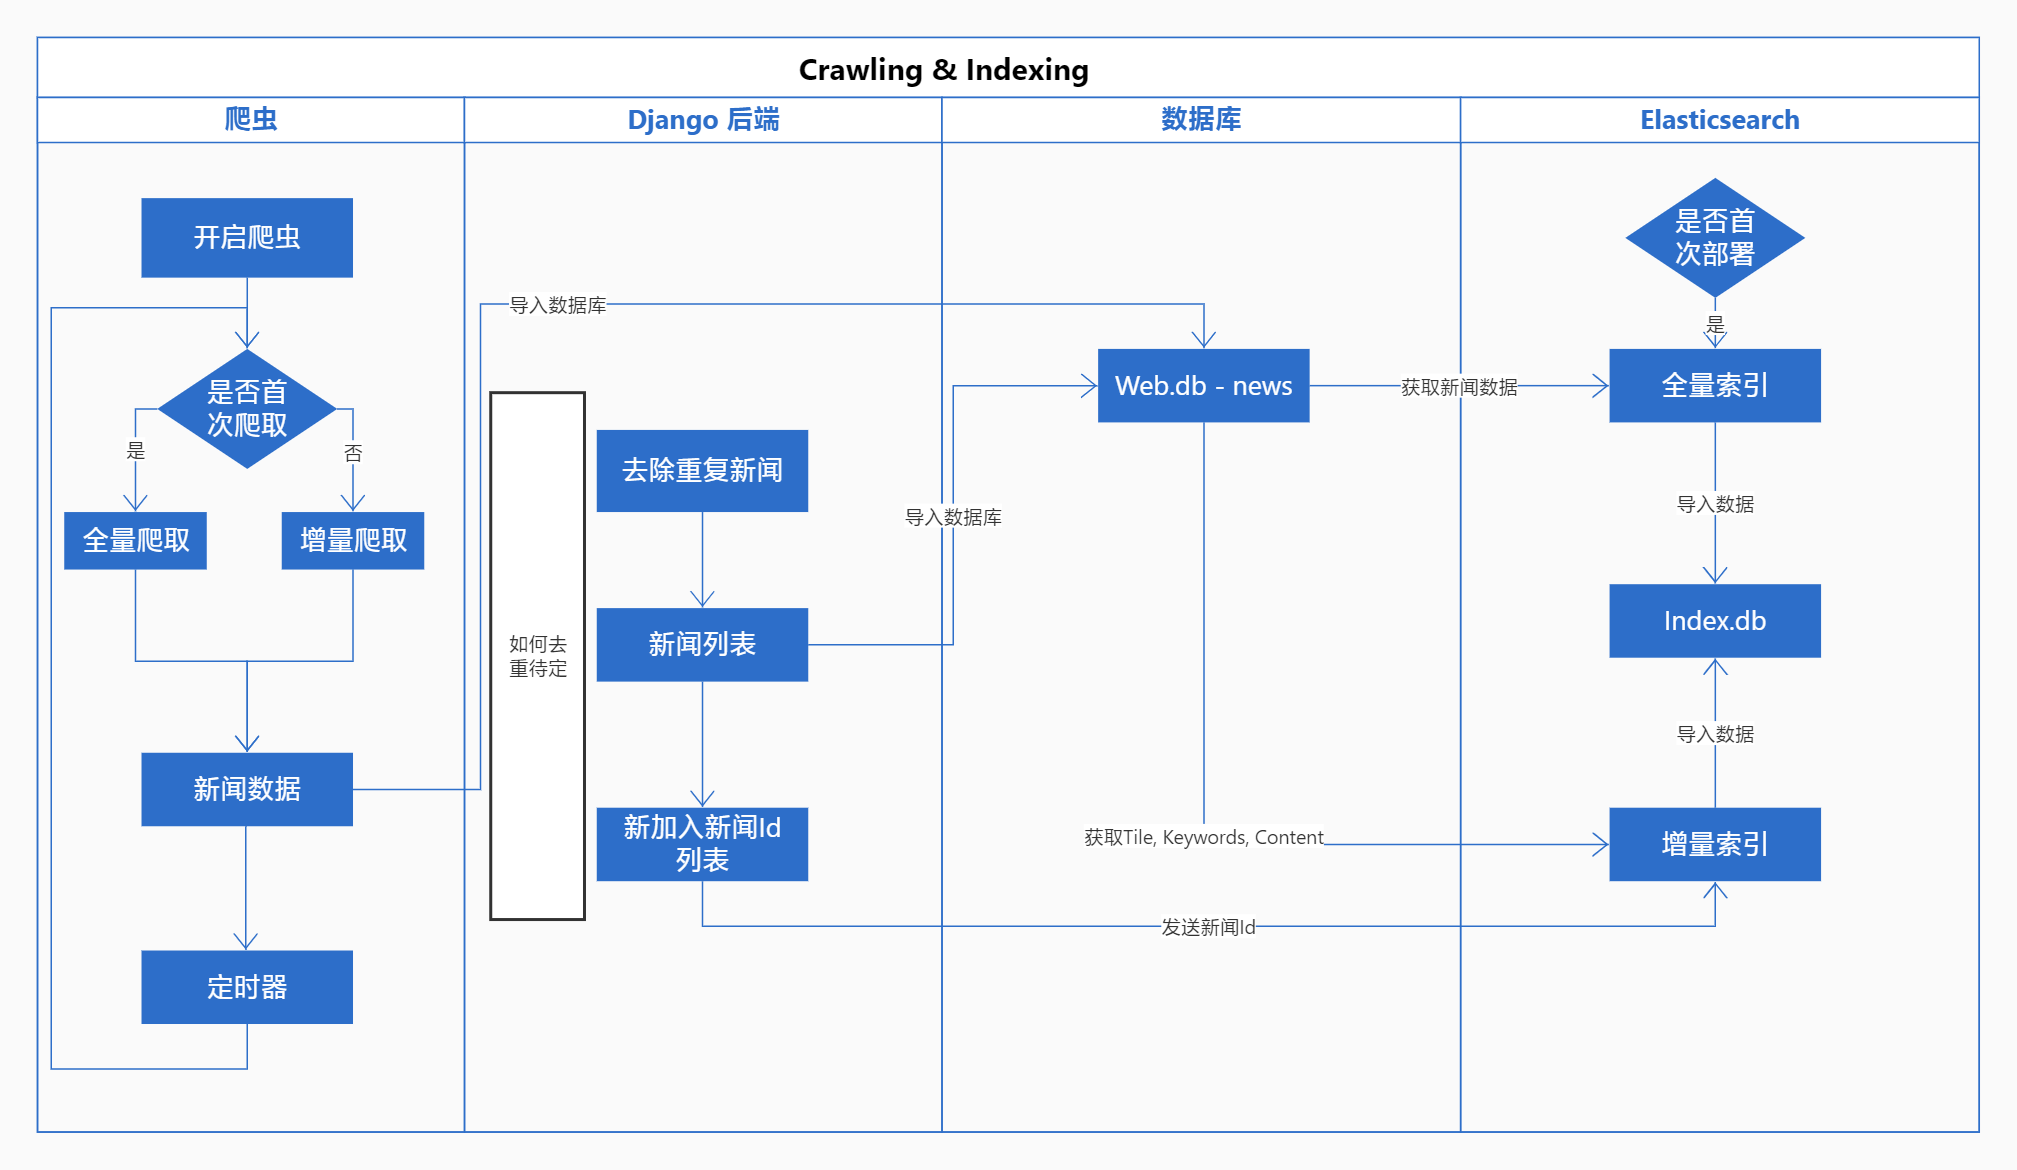 Crawling & Indexing
爬虫
Django 后端
数据库
Elasticsearch
开启爬虫
是否首
次爬取
是
否
全量爬取
增量爬取
新闻数据
定时器
导入数据库
如何去
重待定
去除重复新闻
新闻列表
新加入新闻Id
列表
导入数据库
Web.db - news
获取新闻数据
获取Tile, Keywords, Content
发送新闻Id
是否首
次部署
是
全量索引
导入数据
Index.db
导入数据
增量索引